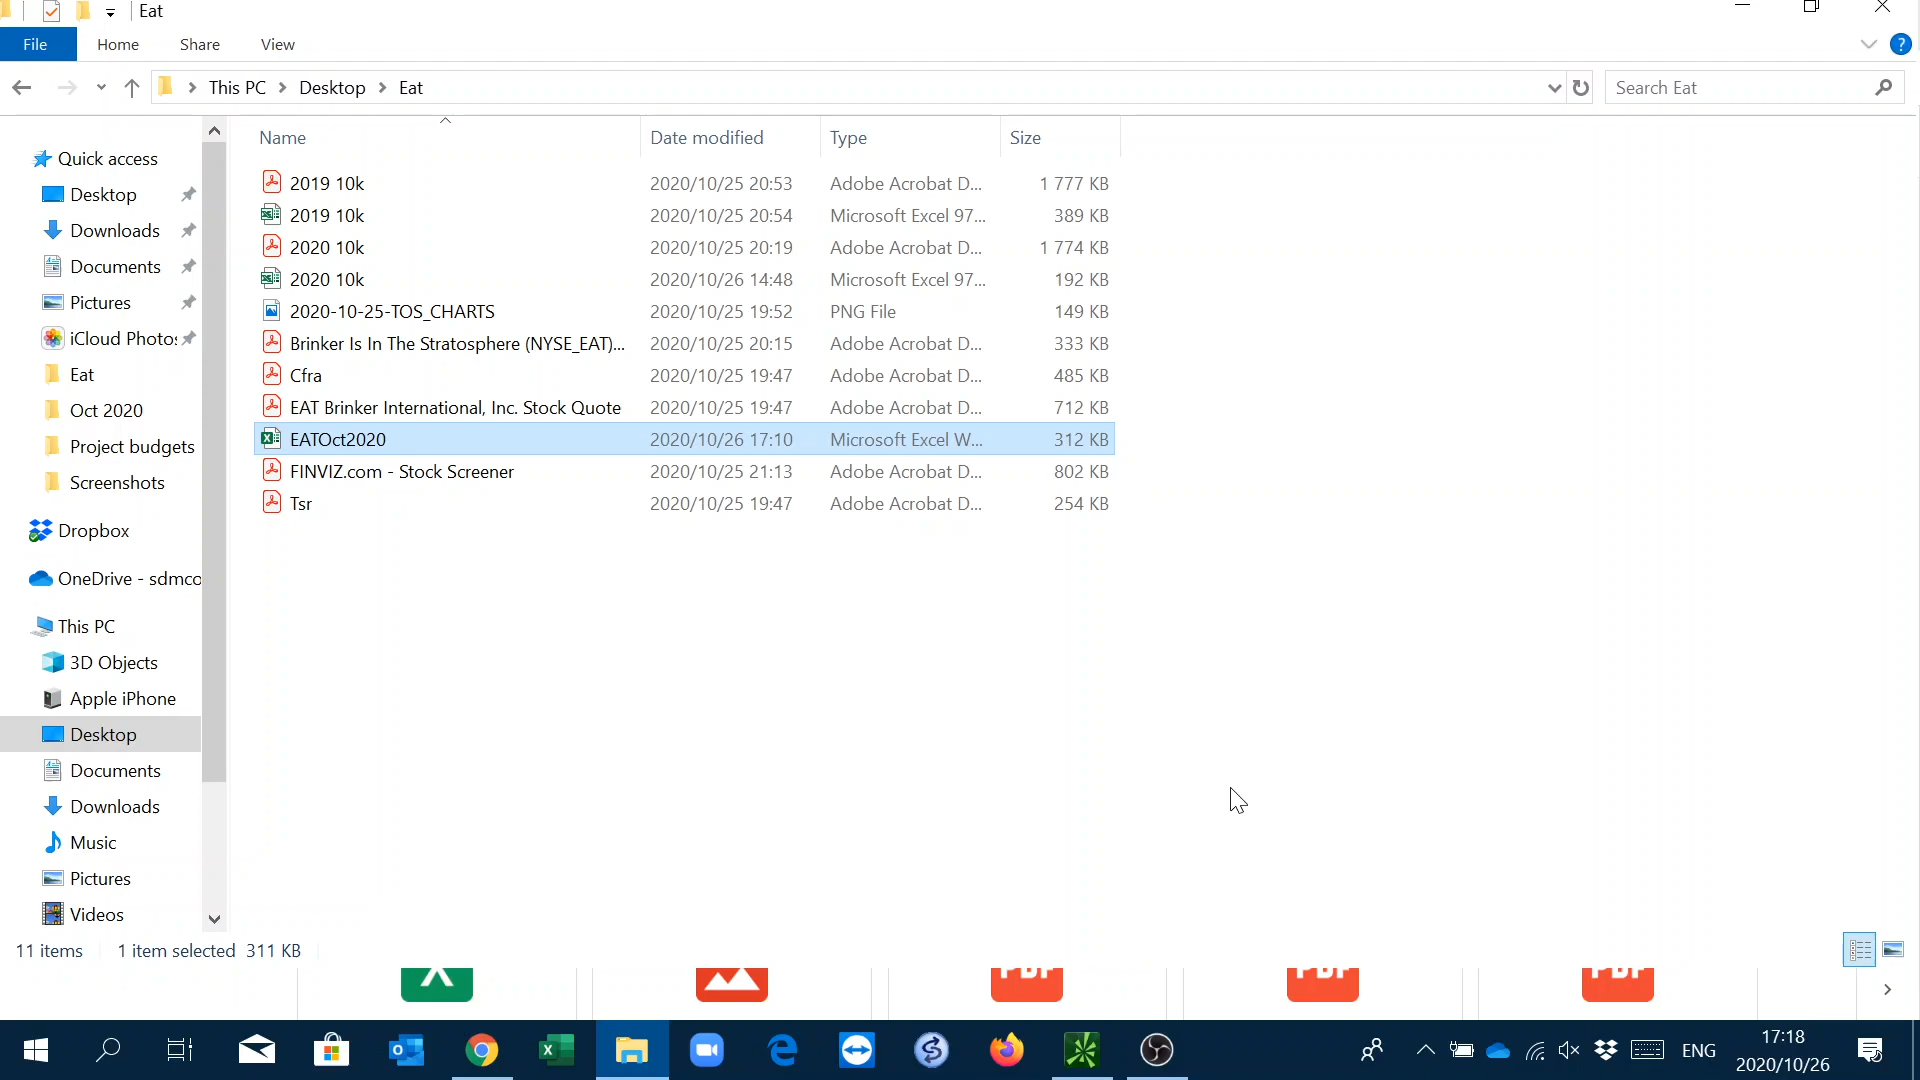 Eat
File Home Share View
?
This PC Desktop Eat
Search Eat
Name Date modified Type Size
Quick access
Desktop
Downloads
Documents
Pictures
iCloud Photo
Eat
Oct 2020
Project budgets
Screenshots
Dropbox
OneDrive - sdmco
This PC
3D Objects
Apple iPhone
Desktop
Documents
Downloads
Music
Pictures
Videos
2019 10k 2020/10/25 20:53 Adobe Acrobat D... 1 777 KB
2019 10k 2020/10/25 20:54 Microsoft Excel 97... 389 KB
2020 10k 2020/10/25 20:19 Adobe Acrobat D... 1 774 KB
2020 10k 2020/10/26 14:48 Microsoft Excel 97... 192 KB
2020-10-25-TOS_CHARTS 2020/10/25 19:52 PNG File 149 KB
Brinker Is In The Stratosphere (NYSE_EAT)... 2020/10/25 20:15 Adobe Acrobat D... 333 KB
Cfra 2020/10/25 19:47 Adobe Acrobat D... 485 KB
EAT Brinker International, Inc. Stock Quote 2020/10/25 19:47 Adobe Acrobat D... 712 KB
EATOct2020 2020/10/26 17:10 Microsoft Excel W... 312 KB
FINVIZ.com - Stock Screener 2020/10/25 21:13 Adobe Acrobat D... 802 KB
Tsr 2020/10/25 19:47 Adobe Acrobat D... 254 KB
11 items 1 item selected 311 KB
PDF PDF PDF
ENG
17:18
2020/10/26